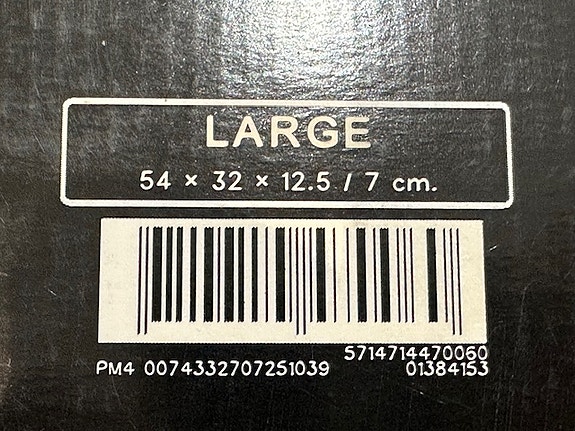 LARGE
54 × 32 × 12.5 / 7 cm.
5714714470060
PM4 0074332707251039 01384153